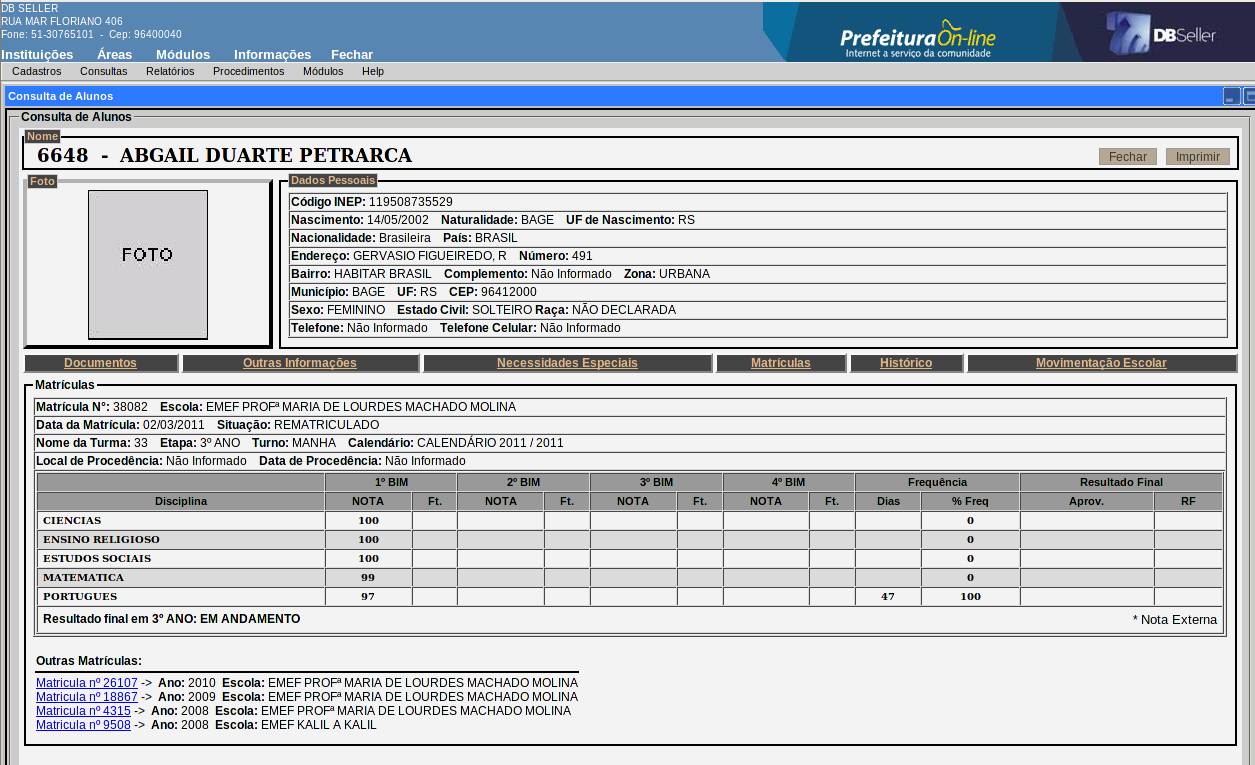 DB SELLER
RUA MAR FLORIANO 406
Fone: 51-30765101 - Cep: 96400040
PrefeituraOn-line
Internet a serviço da comunidade
DBSeller
Instituições Áreas Módulos Informações Fechar
Cadastros Consultas Relatórios Procedimentos Módulos Help
Consulta de Alunos
Consulta de Alunos
Nome
6648 - ABGAIL DUARTE PETRARCA
Fechar Imprimir
Foto
FOTO
Dados Pessoais
Código INEP: 119508735529
Nascimento: 14/05/2002 Naturalidade: BAGE UF de Nascimento: RS
Nacionalidade: Brasileira País: BRASIL
Endereço: GERVASIO FIGUEIREDO, R Número: 491
Bairro: HABITAR BRASIL Complemento: Não Informado Zona: URBANA
Município: BAGE UF: RS CEP: 96412000
Sexo: FEMININO Estado Civil: SOLTEIRO Raça: NÃO DECLARADA
Telefone: Não Informado Telefone Celular: Não Informado
Documentos Outras Informações Necessidades Especiais Matrículas Histórico Movimentação Escolar
Matrículas
Matrícula N°: 38082 Escola: EMEF PROFª MARIA DE LOURDES MACHADO MOLINA
Data da Matrícula: 02/03/2011 Situação: REMATRICULADO
Nome da Turma: 33 Etapa: 3º ANO Turno: MANHA Calendário: CALENDÁRIO 2011 / 2011
Local de Procedência: Não Informado Data de Procedência: Não Informado
1º BIM 2º BIM 3º BIM 4º BIM Frequência Resultado Final
Disciplina NOTA Ft. NOTA Ft. NOTA Ft. NOTA Ft. Dias % Freq Aprov. RF
CIENCIAS 100 0
ENSINO RELIGIOSO 100 0
ESTUDOS SOCIAIS 100 0
MATEMATICA 99 0
PORTUGUES 97 47 100
Resultado final em 3º ANO: EM ANDAMENTO * Nota Externa
Outras Matrículas:
Matricula nº 26107 -> Ano: 2010 Escola: EMEF PROFª MARIA DE LOURDES MACHADO MOLINA
Matricula nº 18867 -> Ano: 2009 Escola: EMEF PROFª MARIA DE LOURDES MACHADO MOLINA
Matricula nº 4315 -> Ano: 2008 Escola: EMEF PROFª MARIA DE LOURDES MACHADO MOLINA
Matricula nº 9508 -> Ano: 2008 Escola: EMEF KALIL A KALIL